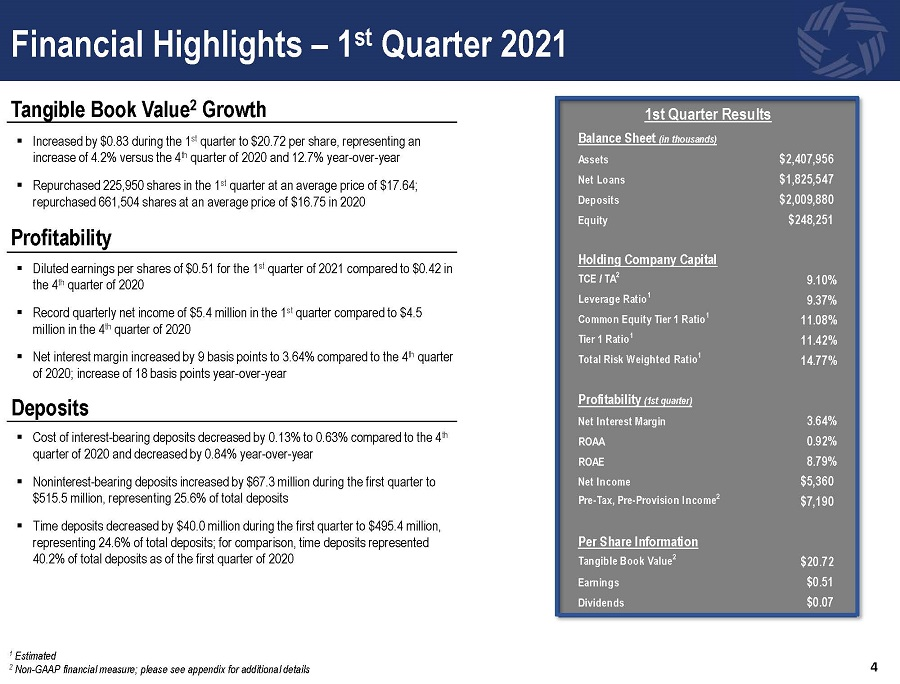 Financial Highlights – 1st Quarter 2021
Tangible Book Value2 Growth
▪ Increased by $0.83 during the 1st quarter to $20.72 per share, representing an
increase of 4.2% versus the 4th quarter of 2020 and 12.7% year-over-year
▪ Repurchased 225,950 shares in the 1st quarter at an average price of $17.64;
repurchased 661,504 shares at an average price of $16.75 in 2020
Profitability
▪ Diluted earnings per shares of $0.51 for the 1st quarter of 2021 compared to $0.42 in
the 4th quarter of 2020
▪ Record quarterly net income of $5.4 million in the 1st quarter compared to $4.5
million in the 4th quarter of 2020
▪ Net interest margin increased by 9 basis points to 3.64% compared to the 4th quarter
of 2020; increase of 18 basis points year-over-year
Deposits
▪ Cost of interest-bearing deposits decreased by 0.13% to 0.63% compared to the 4th
quarter of 2020 and decreased by 0.84% year-over-year
▪ Noninterest-bearing deposits increased by $67.3 million during the first quarter to
$515.5 million, representing 25.6% of total deposits
▪ Time deposits decreased by $40.0 million during the first quarter to $495.4 million,
representing 24.6% of total deposits; for comparison, time deposits represented
40.2% of total deposits as of the first quarter of 2020
1st Quarter Results
Balance Sheet (in thousands)
Assets $2,407,956
Net Loans $1,825,547
Deposits $2,009,880
Equity $248,251
Holding Company Capital
TCE / TA2 9.10%
Leverage Ratio1 9.37%
Common Equity Tier 1 Ratio1 11.08%
Tier 1 Ratio1 11.42%
Total Risk Weighted Ratio1 14.77%
Profitability (1st quarter)
Net Interest Margin 3.64%
ROAA 0.92%
ROAE 8.79%
Net Income $5,360
Pre-Tax, Pre-Provision Income2 $7,190
Per Share Information
Tangible Book Value2 $20.72
Earnings $0.51
Dividends $0.07
1 Estimated
2 Non-GAAP financial measure; please see appendix for additional details
4